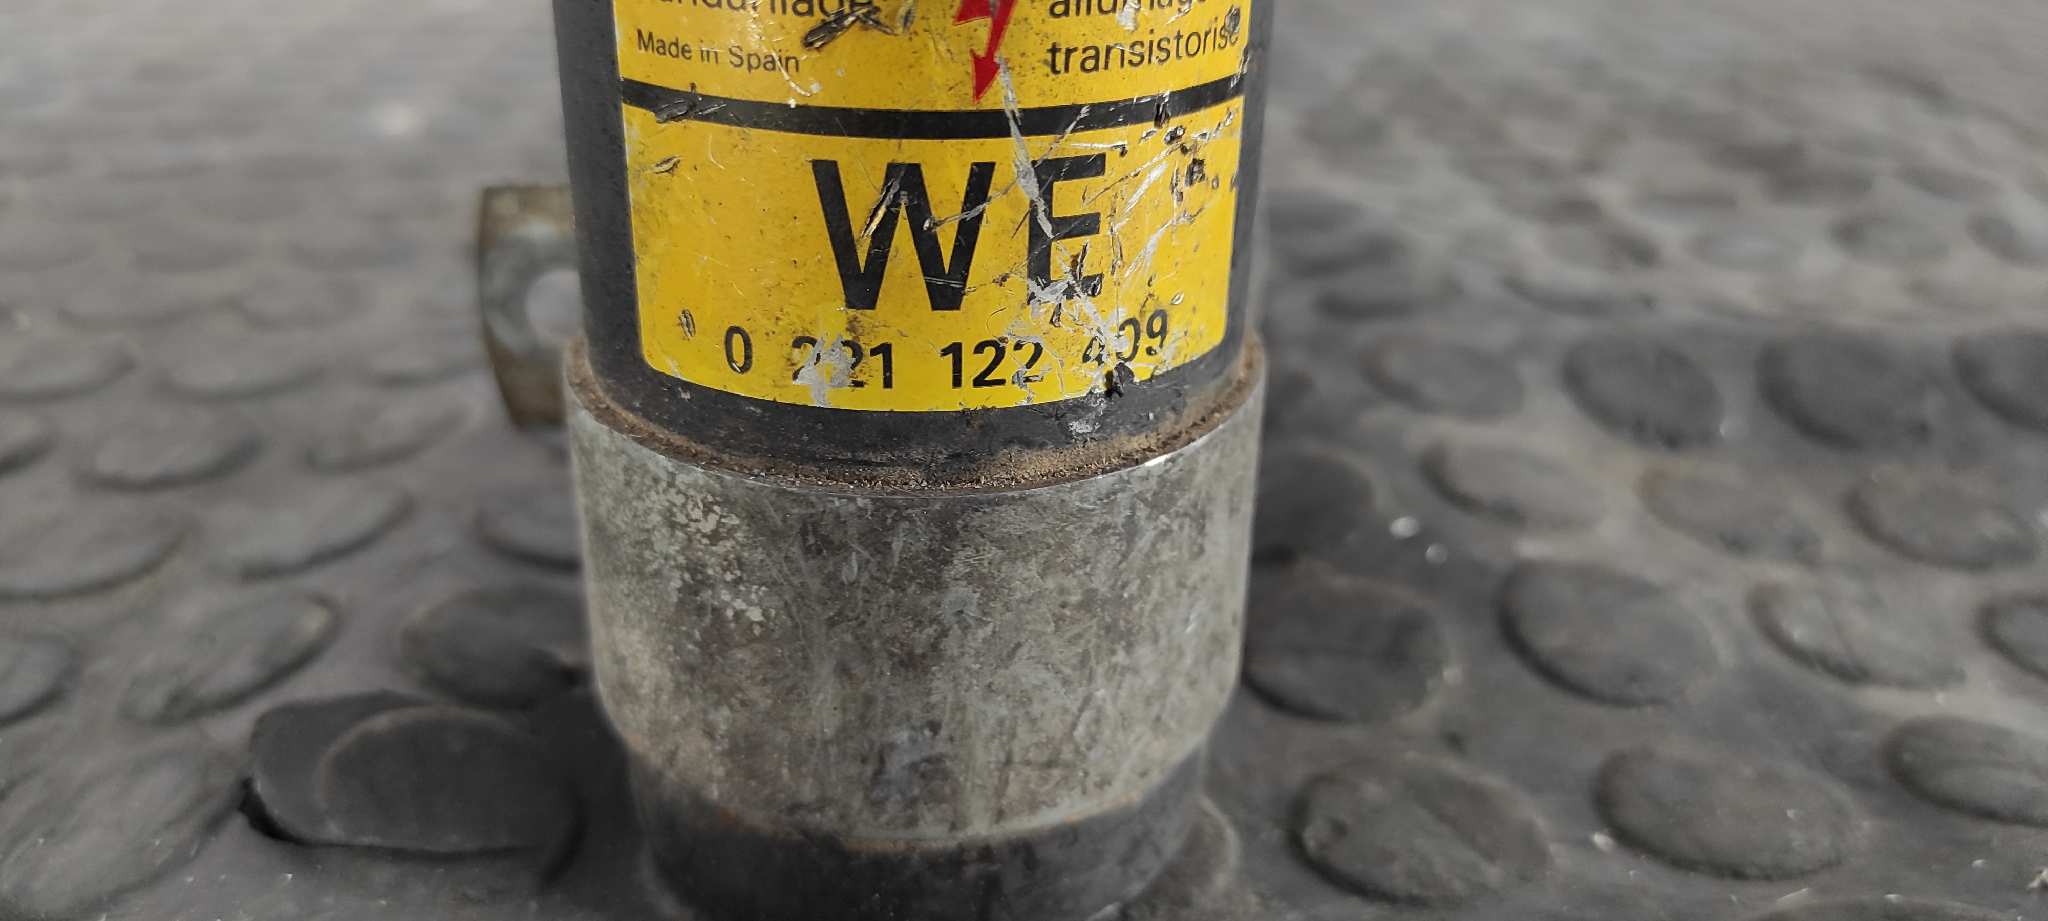 Made in Spain
transistorisé
WE
0 221 122 409